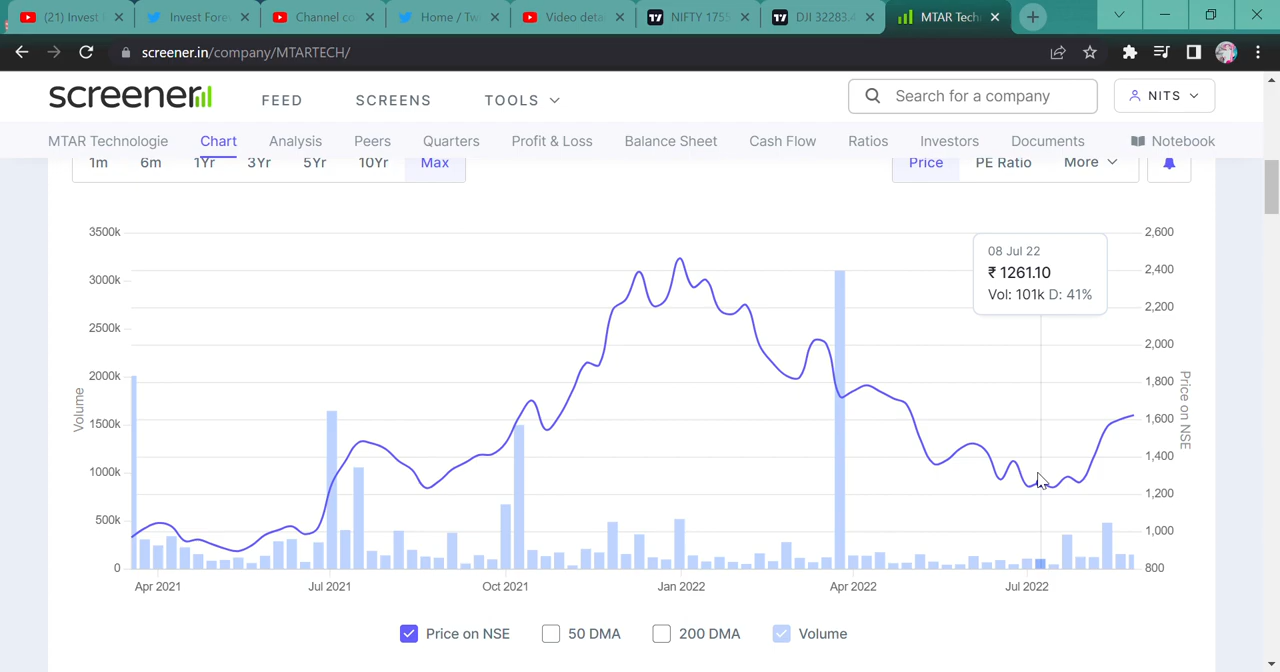 (21) Invest
Invest Fore
Channel co
Home / Tw
Video deta
NIFTY 1755
DJI 32283.
MTAR Tech
screener.in/company/MTARTECH/
screener
FEED
SCREENS
TOOLS
Search for a company
NITS
MTAR Technologie
Chart
Analysis
Peers
Quarters
Profit & Loss
Balance Sheet
Cash Flow
Ratios
Investors
Documents
Notebook
1m 6m 1Yr 3Yr 5Yr 10Yr Max
Price PE Ratio More
3500k
3000k
2500k
2000k
1500k
1000k
500k
0
Volume
08 Jul 22
₹ 1261.10
Vol: 101k D: 41%
2,600
2,400
2,200
2,000
1,800
1,600
1,400
1,200
1,000
800
Price on NSE
Apr 2021 Jul 2021 Oct 2021 Jan 2022 Apr 2022 Jul 2022
Price on NSE 50 DMA 200 DMA Volume